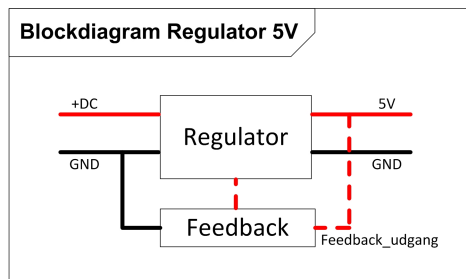 Blockdiagram Regulator 5V
+DC
5V
Regulator
GND
GND
Feedback
Feedback_udgang